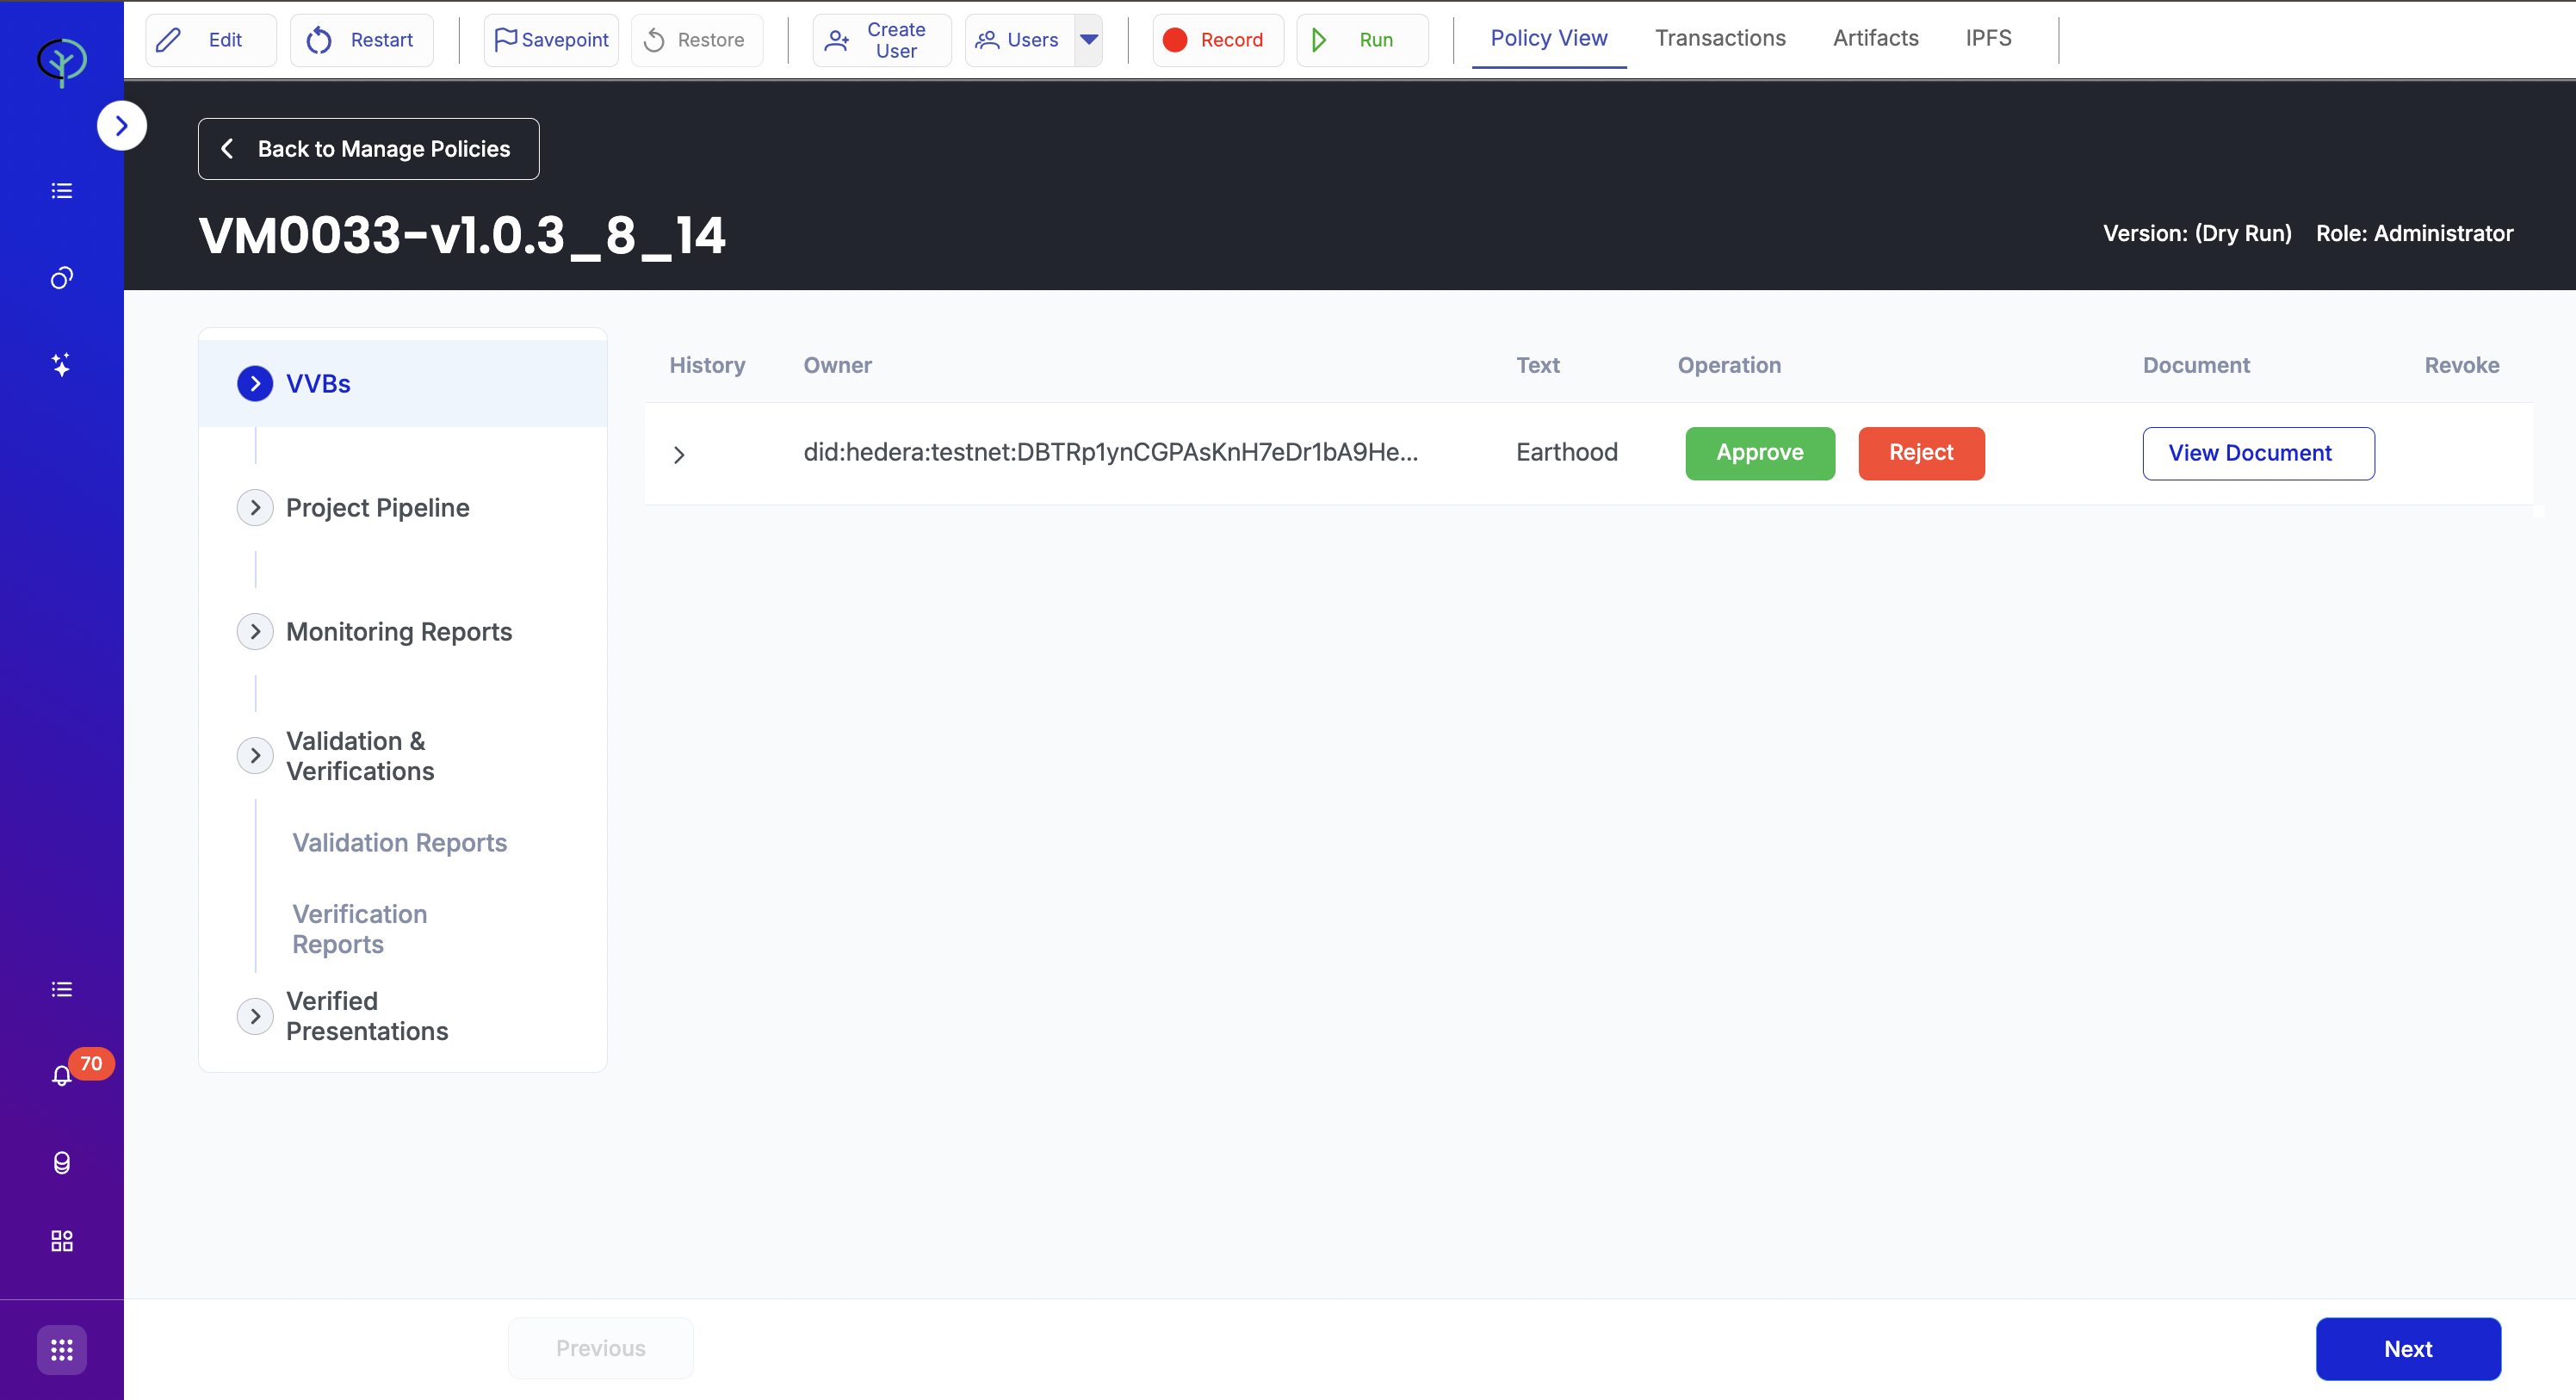 Edit
Restart
Savepoint
Restore
Create
User
Users
Record
Run
Policy View
Transactions
Artifacts
IPFS
Back to Manage Policies
VM0033-v1.0.3_8_14
Version: (Dry Run) Role: Administrator
VVBs
Project Pipeline
Monitoring Reports
Validation &
Verifications
Validation Reports
Verification
Reports
Verified
Presentations
History Owner Text Operation Document Revoke
did:hedera:testnet:DBTRp1ynCGPAsKnH7eDr1bA9He... Earthood Approve Reject View Document
70
Previous
Next